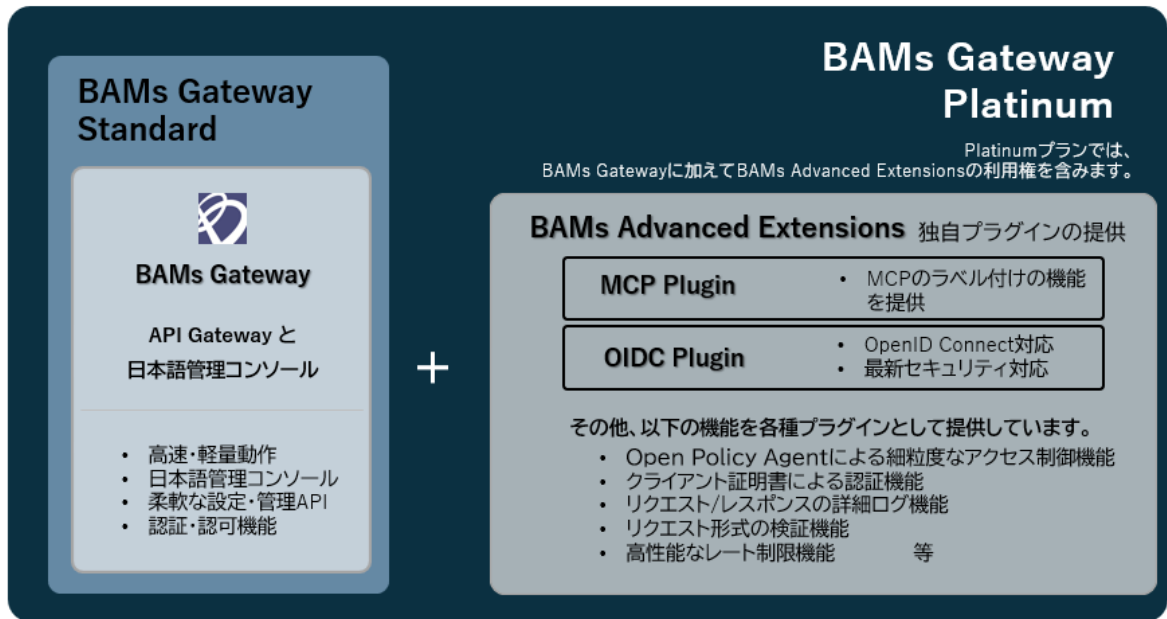 BAMs Gateway
Standard
BAMs Gateway
API Gateway と
日本語管理コンソール
• 高速・軽量動作
• 日本語管理コンソール
• 柔軟な設定・管理API
• 認証・認可機能
+
BAMs Gateway
Platinum
Platinumプランでは、
BAMs Gatewayに加えてBAMs Advanced Extensionsの利用権を含みます。
BAMs Advanced Extensions 独自プラグインの提供
MCP Plugin
• MCPのラベル付けの機能
を提供
OIDC Plugin
• OpenID Connect対応
• 最新セキュリティ対応
その他、以下の機能を各種プラグインとして提供しています。
• Open Policy Agentによる細粒度なアクセス制御機能
• クライアント証明書による認証機能
• リクエスト/レスポンスの詳細ログ機能
• リクエスト形式の検証機能
• 高性能なレート制限機能 等